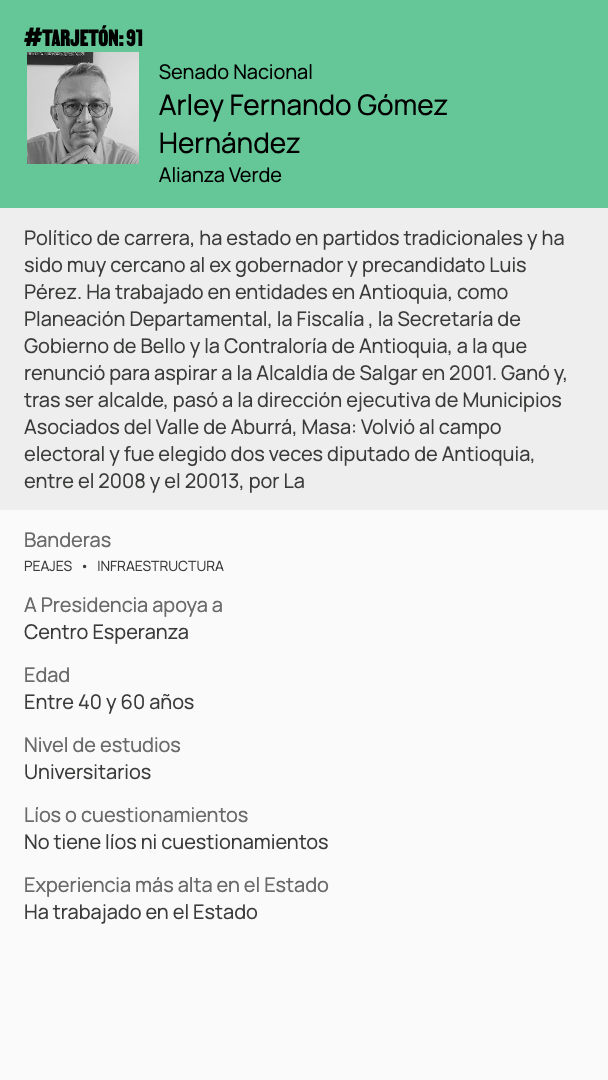 #TARJETÓN: 91
Senado Nacional
Arley Fernando Gómez
Hernández
Alianza Verde
Político de carrera, ha estado en partidos tradicionales y ha
sido muy cercano al ex gobernador y precandidato Luis
Pérez. Ha trabajado en entidades en Antioquia, como
Planeación Departamental, la Fiscalía , la Secretaría de
Gobierno de Bello y la Contraloría de Antioquia, a la que
renunció para aspirar a la Alcaldía de Salgar en 2001. Ganó y,
tras ser alcalde, pasó a la dirección ejecutiva de Municipios
Asociados del Valle de Aburrá, Masa: Volvió al campo
electoral y fue elegido dos veces diputado de Antioquia,
entre el 2008 y el 20013, por La
Banderas
PEAJES • INFRAESTRUCTURA
A Presidencia apoya a
Centro Esperanza
Edad
Entre 40 y 60 años
Nivel de estudios
Universitarios
Líos o cuestionamientos
No tiene líos ni cuestionamientos
Experiencia más alta en el Estado
Ha trabajado en el Estado